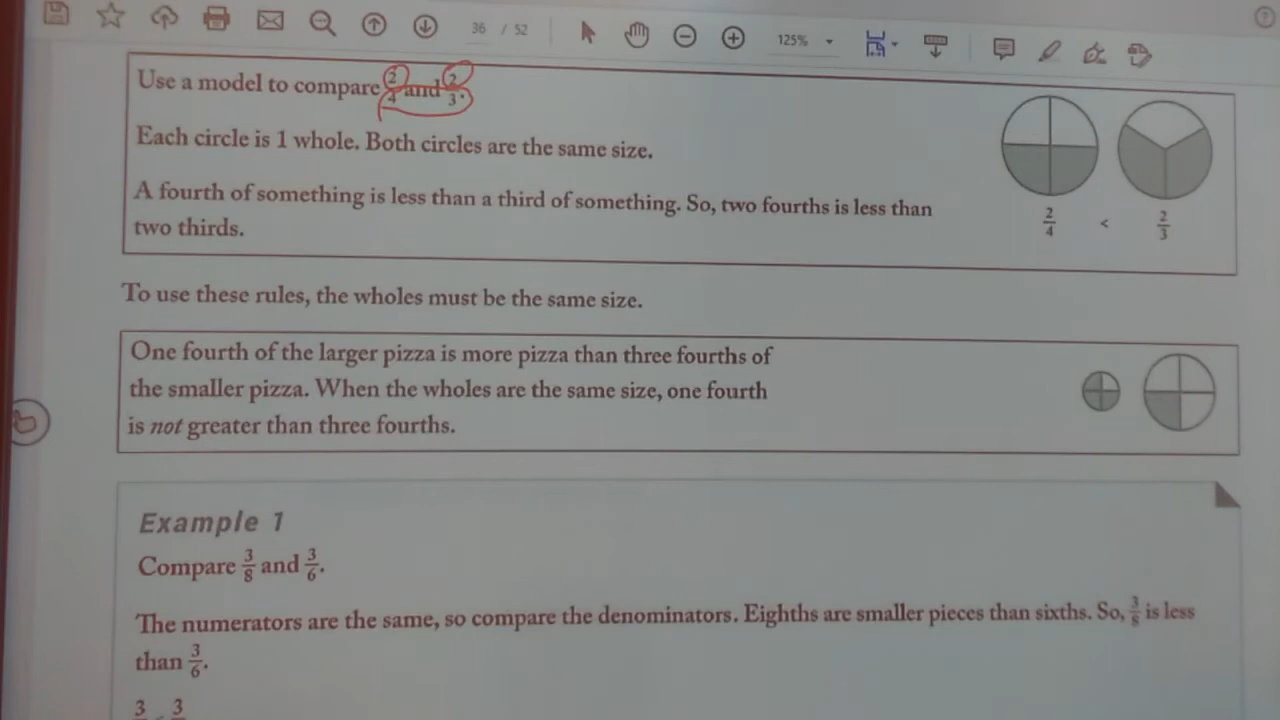 36 / 52
125%
Use a model to compare 2/4 and 2/3.
Each circle is 1 whole. Both circles are the same size.
A fourth of something is less than a third of something. So, two fourths is less than
two thirds.
2/4 < 2/3
To use these rules, the wholes must be the same size.
One fourth of the larger pizza is more pizza than three fourths of
the smaller pizza. When the wholes are the same size, one fourth
is not greater than three fourths.
Example 1
Compare 3/8 and 3/6.
The numerators are the same, so compare the denominators. Eighths are smaller pieces than sixths. So, 3/8 is less
than 3/6.
3 3